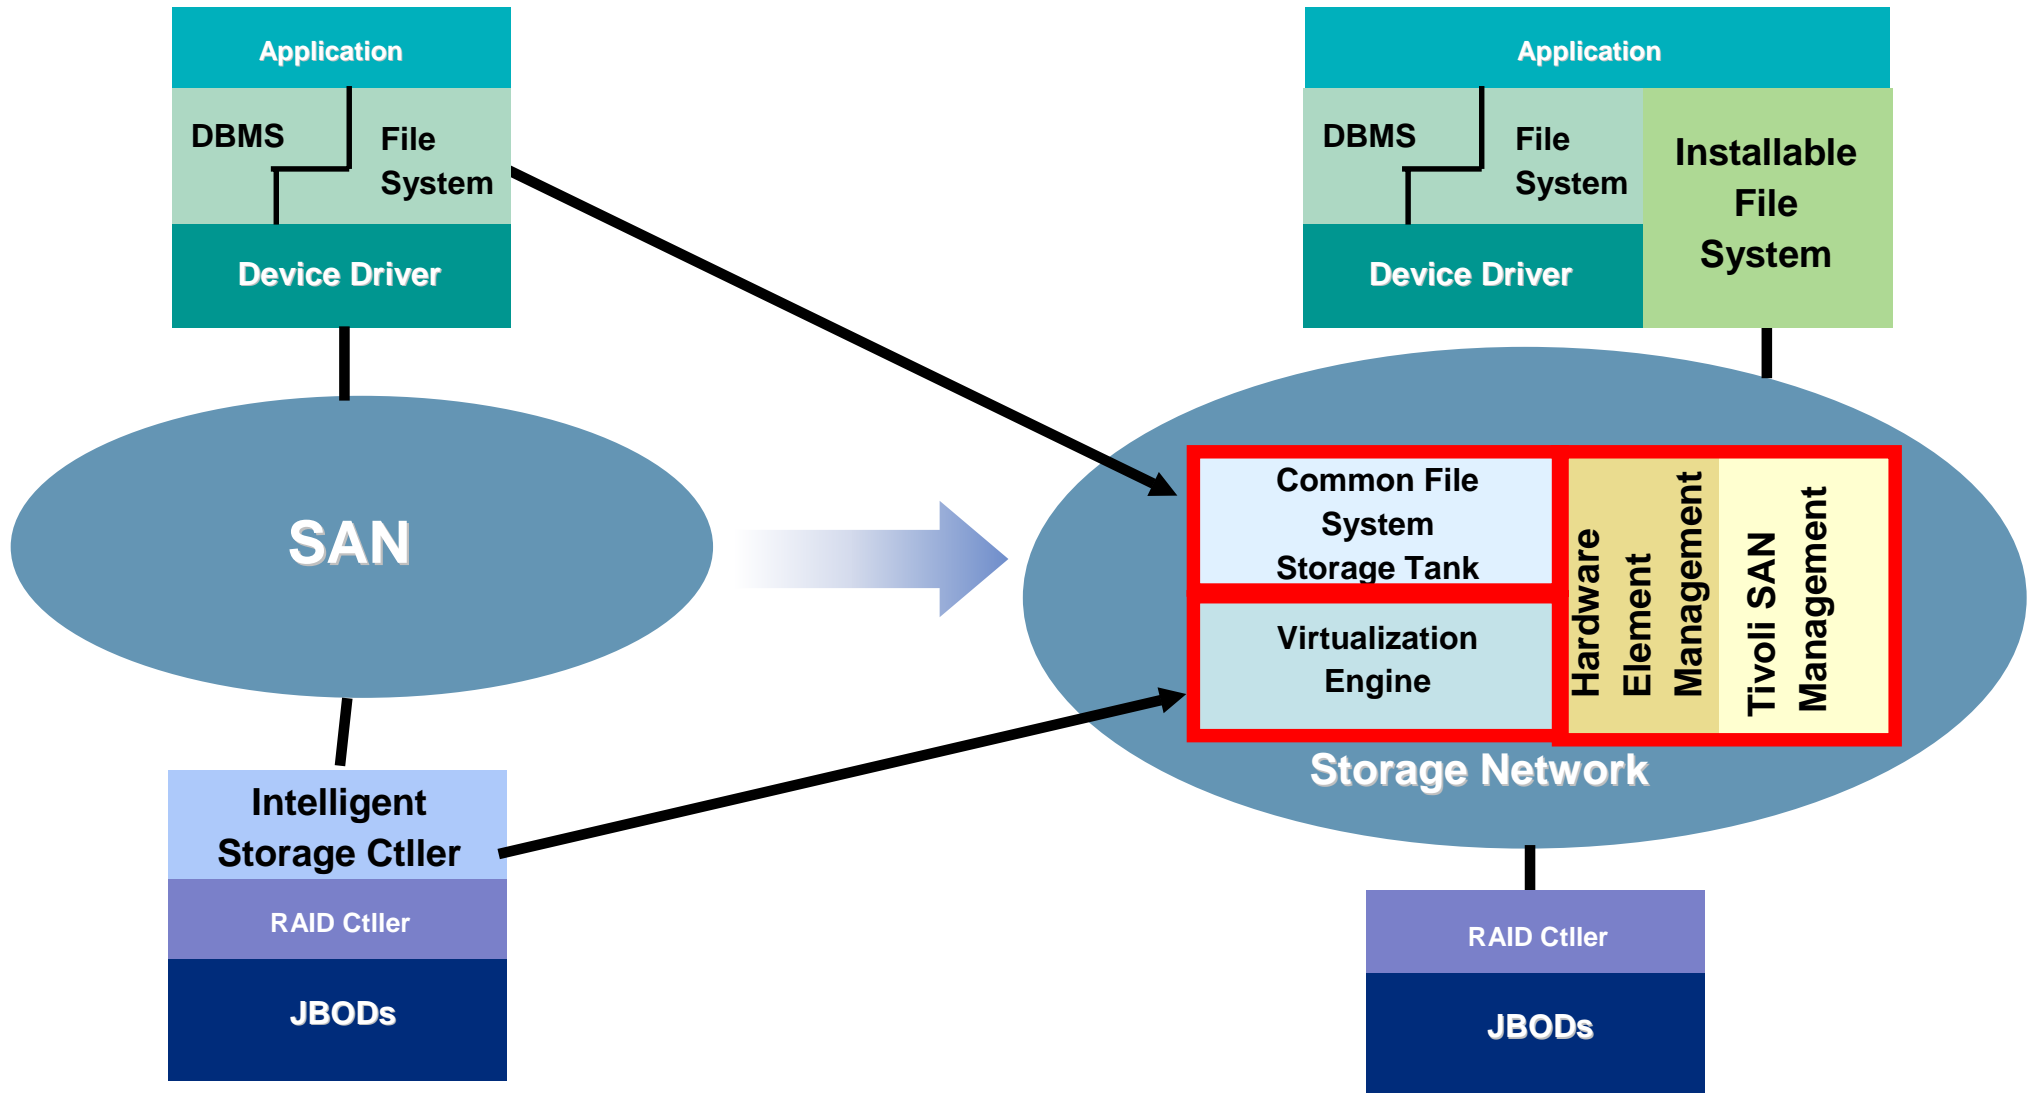 Application
DBMS
File
System
Device Driver
SAN
Intelligent
Storage Ctller
RAID Ctller
JBODs
Application
DBMS
File
System
Installable
File
System
Device Driver
Common File
System
Storage Tank
Virtualization
Engine
Hardware
Element
Management
Tivoli SAN
Management
Storage Network
RAID Ctller
JBODs